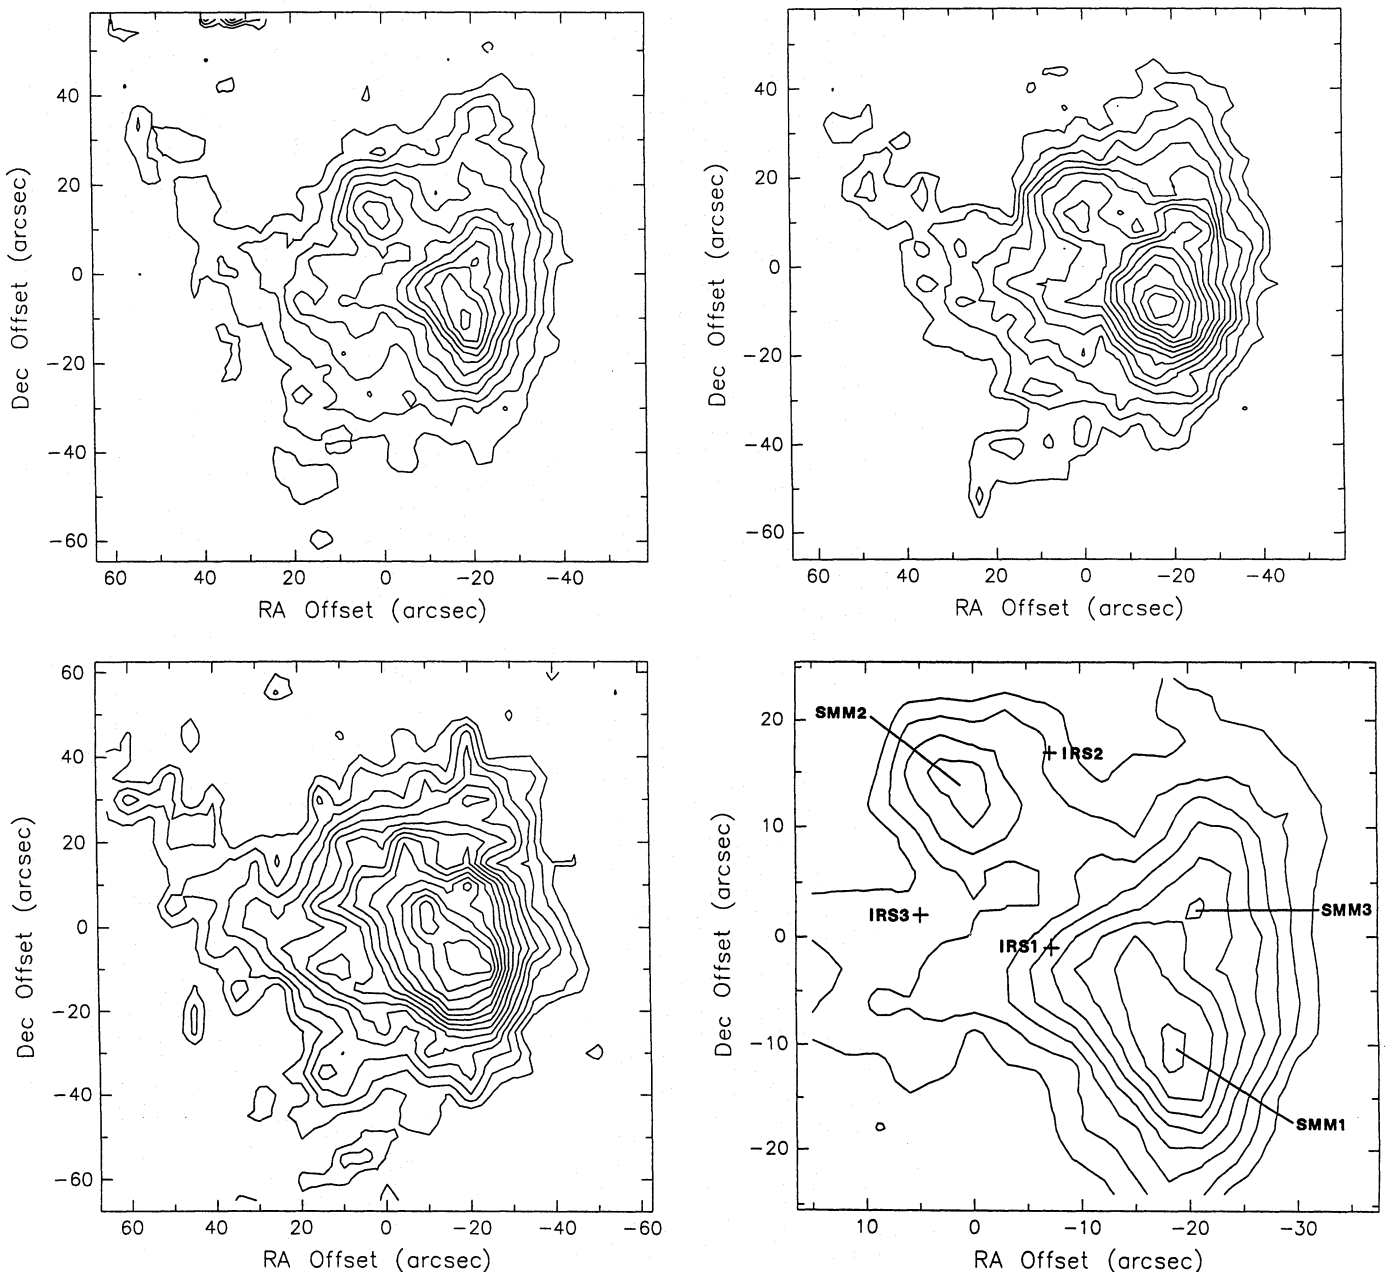 40
20
0
−20
−40
−60
Dec Offset (arcsec)
60 40 20 0 −20 −40
RA Offset (arcsec)
40
20
0
−20
−40
−60
Dec Offset (arcsec)
60 40 20 0 −20 −40
RA Offset (arcsec)
60
40
20
0
−20
−40
−60
Dec Offset (arcsec)
60 40 20 0 −20 −40 −60
RA Offset (arcsec)
20
10
0
−10
−20
Dec Offset (arcsec)
SMM2
IRS2
IRS3
SMM3
IRS1
SMM1
10 0 −10 −20 −30
RA Offset (arcsec)